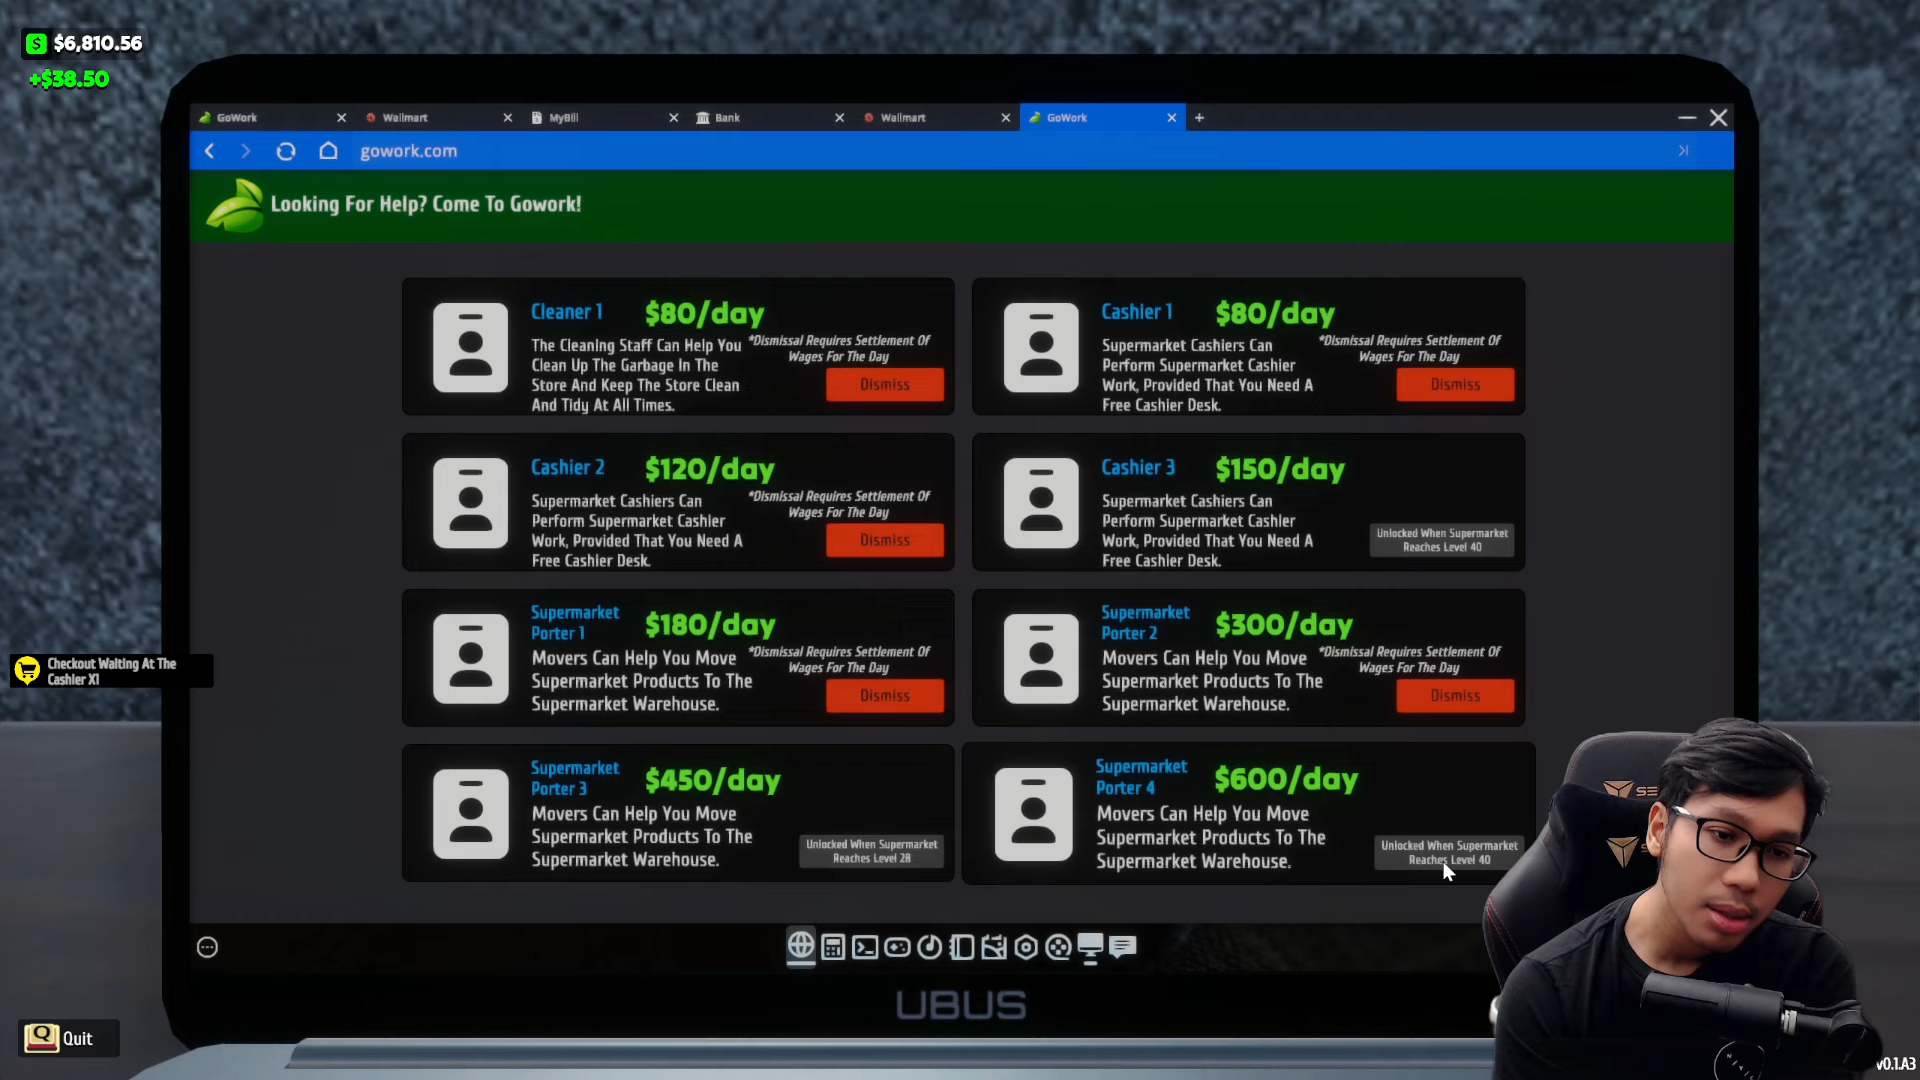 $ $6,810.56
+$38.50
GoWork
Wallmart
MyBill
Bank
Wallmart
GoWork
gowork.com
Looking For Help? Come To Gowork!
Cleaner 1 $80/day
The Cleaning Staff Can Help You
Clean Up The Garbage In The
Store And Keep The Store Clean
And Tidy At All Times.
*Dismissal Requires Settlement Of
Wages For The Day
Dismiss
Cashier 1 $80/day
Supermarket Cashiers Can
Perform Supermarket Cashier
Work, Provided That You Need A
Free Cashier Desk.
*Dismissal Requires Settlement Of
Wages For The Day
Dismiss
Cashier 2 $120/day
Supermarket Cashiers Can
Perform Supermarket Cashier
Work, Provided That You Need A
Free Cashier Desk.
*Dismissal Requires Settlement Of
Wages For The Day
Dismiss
Cashier 3 $150/day
Supermarket Cashiers Can
Perform Supermarket Cashier
Work, Provided That You Need A
Free Cashier Desk.
Unlocked When Supermarket
Reaches Level 40
Supermarket
Porter 1
$180/day
Movers Can Help You Move
Supermarket Products To The
Supermarket Warehouse.
*Dismissal Requires Settlement Of
Wages For The Day
Dismiss
Supermarket
Porter 2
$300/day
Movers Can Help You Move
Supermarket Products To The
Supermarket Warehouse.
*Dismissal Requires Settlement Of
Wages For The Day
Dismiss
Checkout Waiting At The
Cashier X1
Supermarket
Porter 3
$450/day
Movers Can Help You Move
Supermarket Products To The
Supermarket Warehouse.
Unlocked When Supermarket
Reaches Level 28
Supermarket
Porter 4
$600/day
Movers Can Help You Move
Supermarket Products To The
Supermarket Warehouse.
Unlocked When Supermarket
Reaches Level 40
UBUS
Q Quit
V0.1.A3